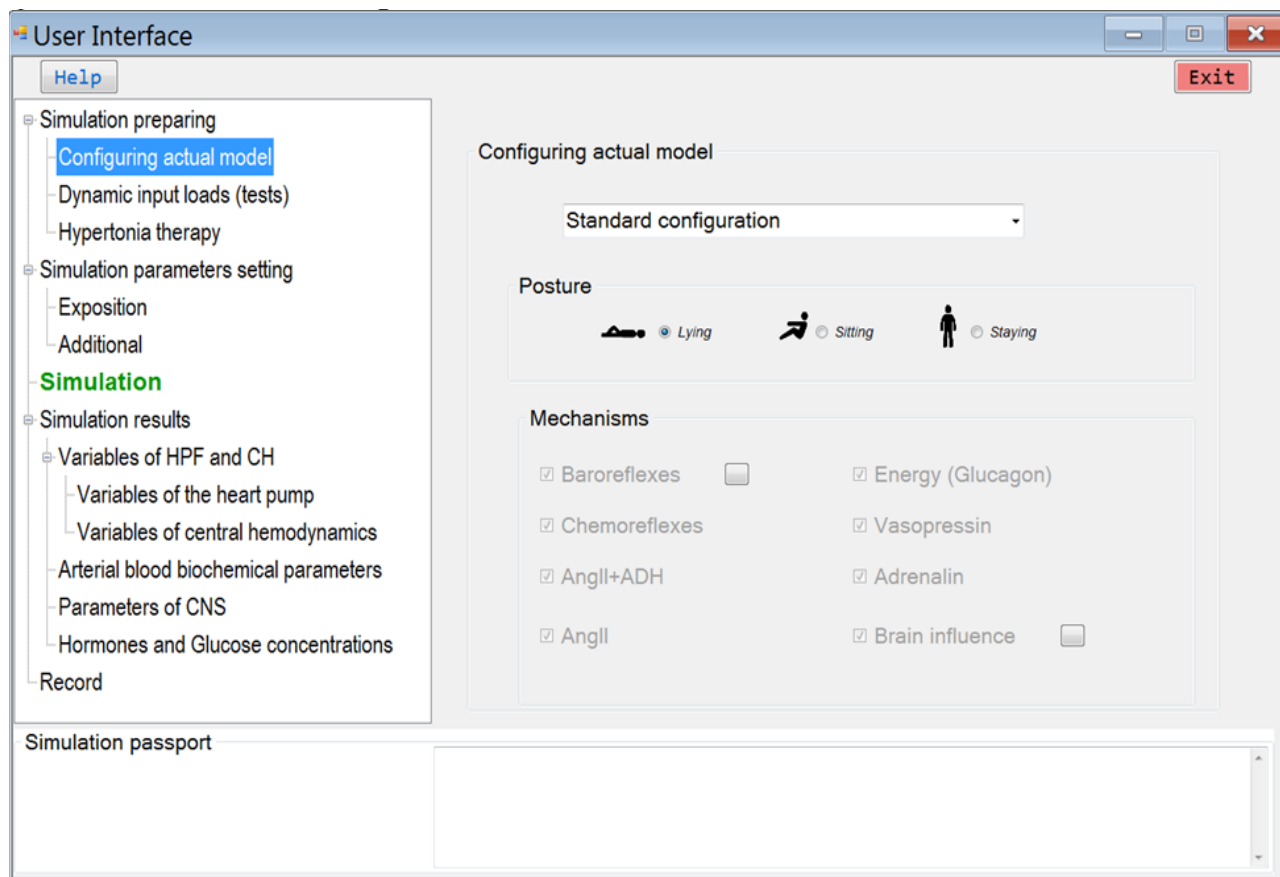 User Interface
Help
Exit
Simulation preparing
Configuring actual model
Dynamic input loads (tests)
Hypertonia therapy
Simulation parameters setting
Exposition
Additional
Simulation
Simulation results
Variables of HPF and CH
Variables of the heart pump
Variables of central hemodynamics
Arterial blood biochemical parameters
Parameters of CNS
Hormones and Glucose concentrations
Record
Configuring actual model
Standard configuration
Posture
Lying Sitting Staying
Mechanisms
Baroreflexes Energy (Glucagon)
Chemoreflexes Vasopressin
AngII+ADH Adrenalin
AngII Brain influence
Simulation passport